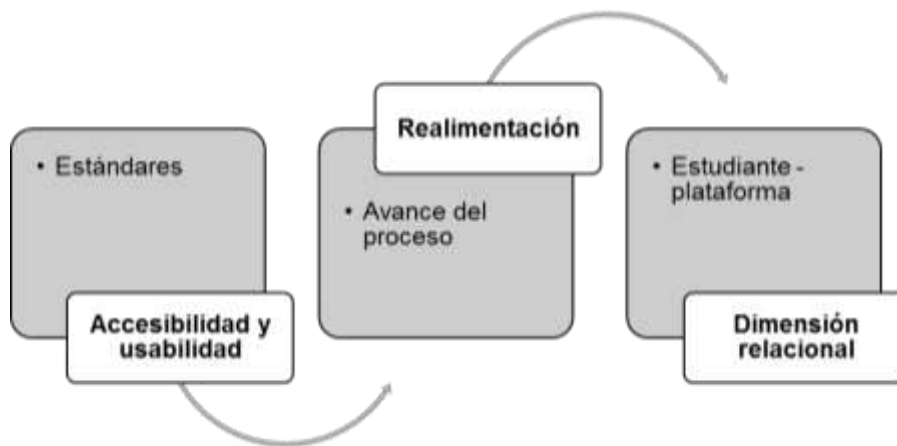 • Estándares
Accesibilidad y
usabilidad
Realimentación
• Avance del
proceso
• Estudiante -
plataforma
Dimensión
relacional